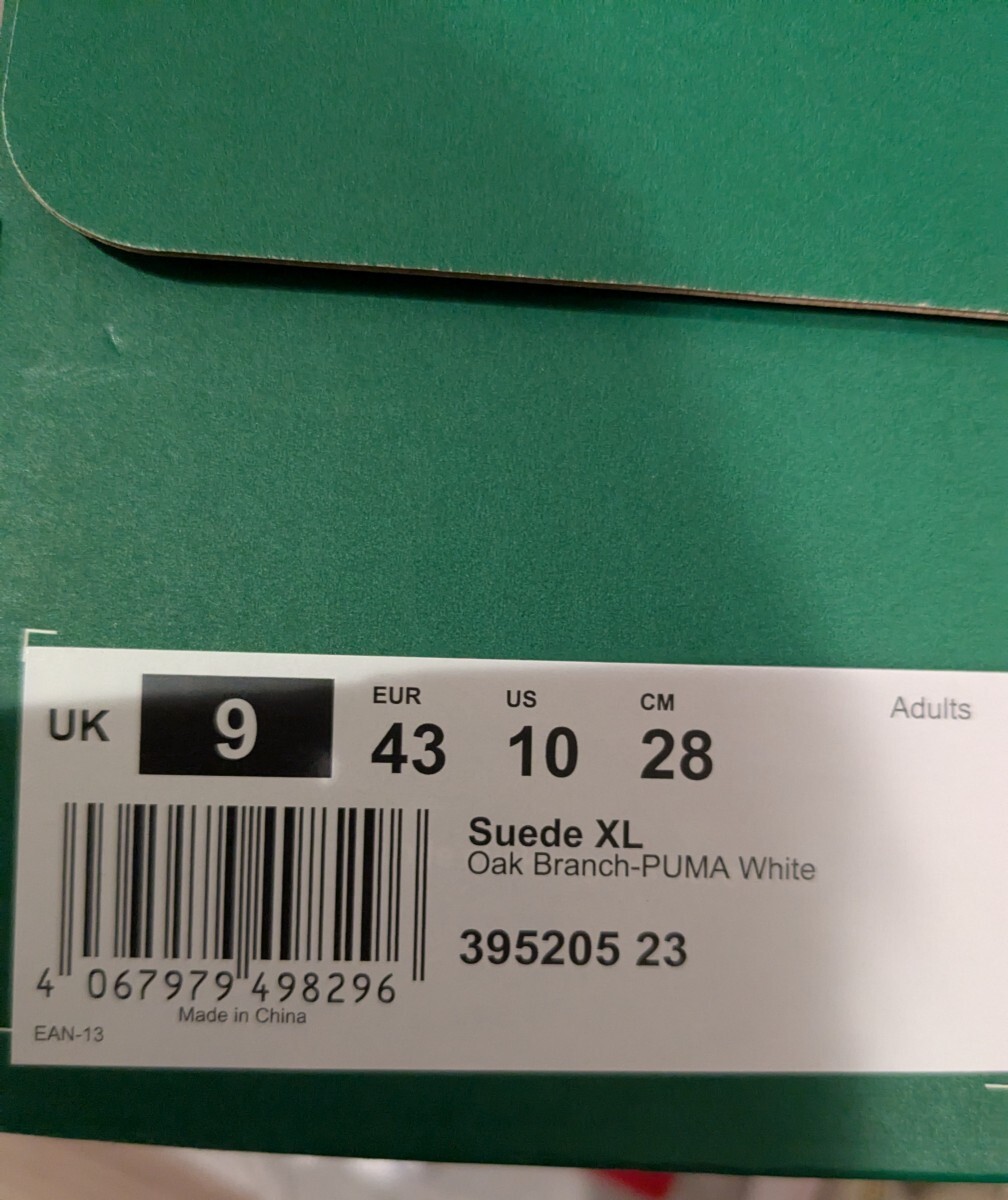 UK 9 EUR 43 US 10 CM 28 Adults
Suede XL
Oak Branch-PUMA White
395205 23
4 067979 498296
Made in China
EAN-13